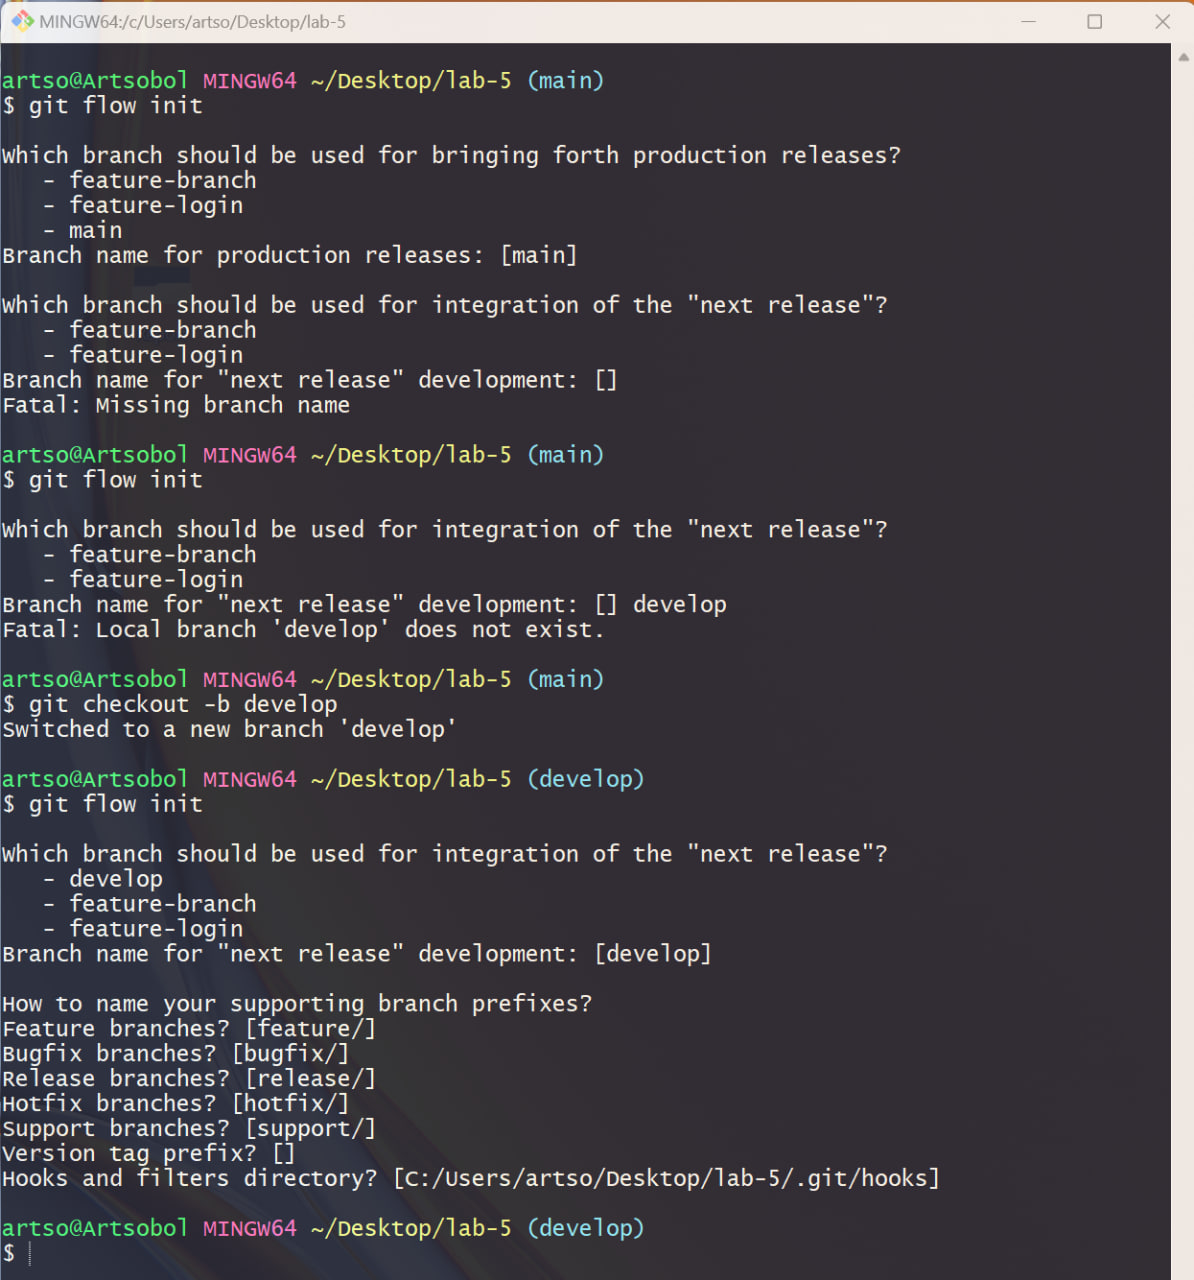 MINGW64:/c/Users/artso/Desktop/lab-5
artso@Artsobol MINGW64 ~/Desktop/lab-5 (main)
$ git flow init
Which branch should be used for bringing forth production releases?
- feature-branch
- feature-login
- main
Branch name for production releases: [main]
Which branch should be used for integration of the "next release"?
- feature-branch
- feature-login
Branch name for "next release" development: []
Fatal: Missing branch name
artso@Artsobol MINGW64 ~/Desktop/lab-5 (main)
$ git flow init
Which branch should be used for integration of the "next release"?
- feature-branch
- feature-login
Branch name for "next release" development: [] develop
Fatal: Local branch 'develop' does not exist.
artso@Artsobol MINGW64 ~/Desktop/lab-5 (main)
$ git checkout -b develop
Switched to a new branch 'develop'
artso@Artsobol MINGW64 ~/Desktop/lab-5 (develop)
$ git flow init
Which branch should be used for integration of the "next release"?
- develop
- feature-branch
- feature-login
Branch name for "next release" development: [develop]
How to name your supporting branch prefixes?
Feature branches? [feature/]
Bugfix branches? [bugfix/]
Release branches? [release/]
Hotfix branches? [hotfix/]
Support branches? [support/]
Version tag prefix? []
Hooks and filters directory? [C:/Users/artso/Desktop/lab-5/.git/hooks]
artso@Artsobol MINGW64 ~/Desktop/lab-5 (develop)
$